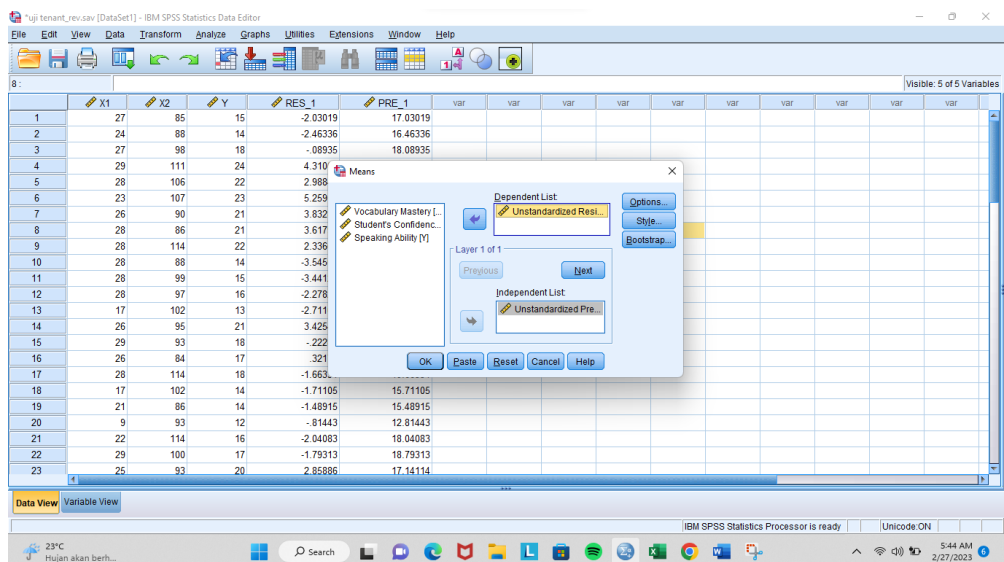 *uji tenant_rev.sav [DataSet1] - IBM SPSS Statistics Data Editor
File Edit View Data Transform Analyze Graphs Utilities Extensions Window Help
8 :
Visible: 5 of 5 Variables
X1 X2 Y RES_1 PRE_1 var var var var var var var var var var
1 27 85 15 -2.03019 17.03019
2 24 88 14 -2.46336 16.46336
3 27 98 18 -.08935 18.08935
4 29 111 24 4.310
5 28 106 22 2.988
6 23 107 23 5.259
7 26 90 21 3.832
8 28 86 21 3.617
9 28 114 22 2.336
10 28 88 14 -3.545
11 28 99 15 -3.441
12 28 97 16 -2.278
13 17 102 13 -2.711
14 26 95 21 3.425
15 29 93 18 -.222
16 26 84 17 .321
17 28 114 18 -1.663
18 17 102 14 -1.71105 15.71105
19 21 86 14 -1.48915 15.48915
20 9 93 12 -.81443 12.81443
21 22 114 16 -2.04083 18.04083
22 29 100 17 -1.79313 18.79313
23 25 93 20 2.85886 17.14114
Means
Dependent List:
Vocabulary Mastery [...
Student's Confidenc...
Speaking Ability [Y]
Unstandardized Resi...
Options...
Style...
Bootstrap...
Layer 1 of 1
Previous Next
Independent List:
Unstandardized Pre...
OK Paste Reset Cancel Help
Data View Variable View
IBM SPSS Statistics Processor is ready Unicode:ON
23°C
Hujan akan berh...
Search
5:44 AM
2/27/2023
6